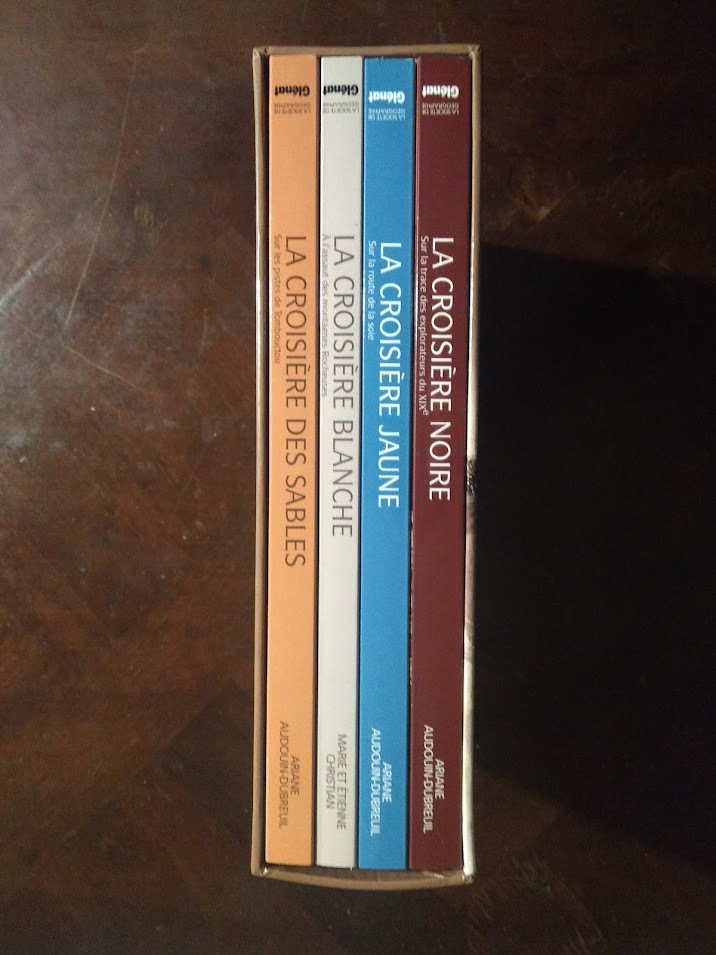 Glénat
LA SOCIÉTÉ DE
GÉOGRAPHIE
LA CROISIÈRE DES SABLES
Sur les pistes de Tombouctou
ARIANE
AUDOUIN-DUBREUIL
Glénat
LA SOCIÉTÉ DE
GÉOGRAPHIE
LA CROISIÈRE BLANCHE
À l'assaut des montagnes Rocheuses
MARIE ET ÉTIENNE
CHRISTIAN
Glénat
LA SOCIÉTÉ DE
GÉOGRAPHIE
LA CROISIÈRE JAUNE
Sur la route de la soie
ARIANE
AUDOUIN-DUBREUIL
Glénat
LA SOCIÉTÉ DE
GÉOGRAPHIE
LA CROISIÈRE NOIRE
Sur la trace des explorateurs du XIXe
ARIANE
AUDOUIN-DUBREUIL